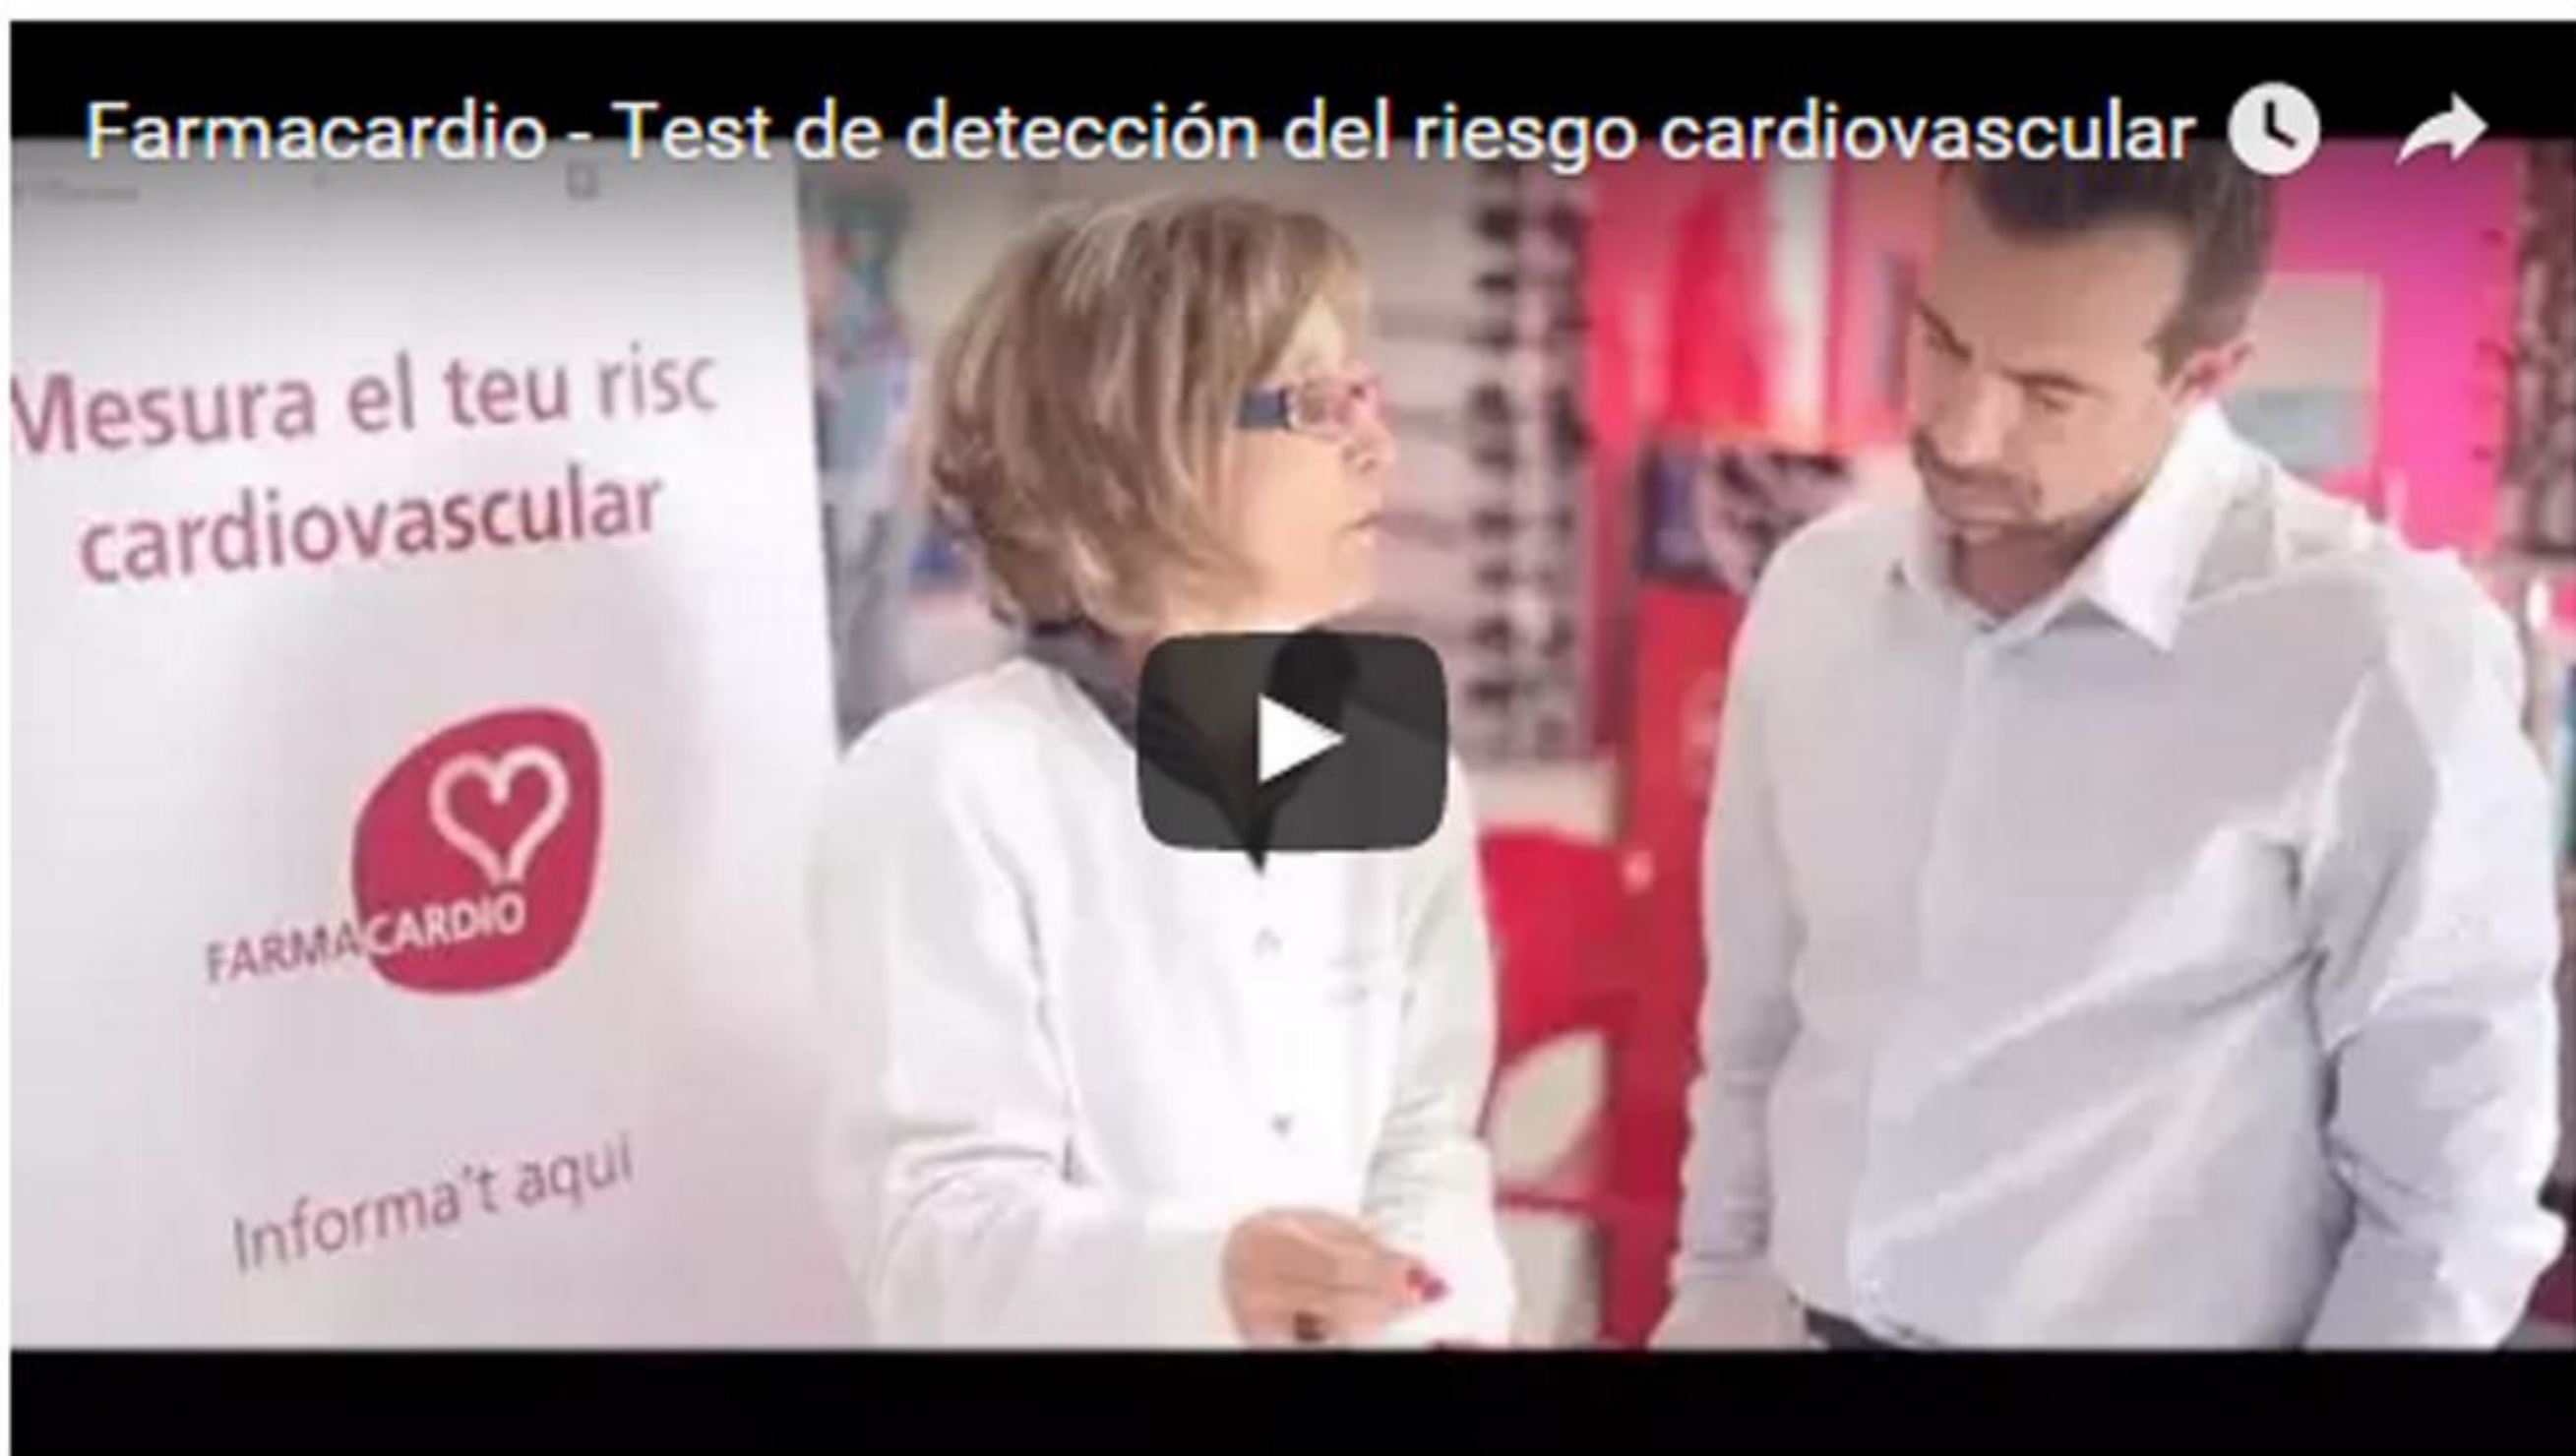 Farmacardio - Test de detección del riesgo cardiovascular
Mesura el teu risc
cardiovascular
FARMACARDIO
Informa't aquí